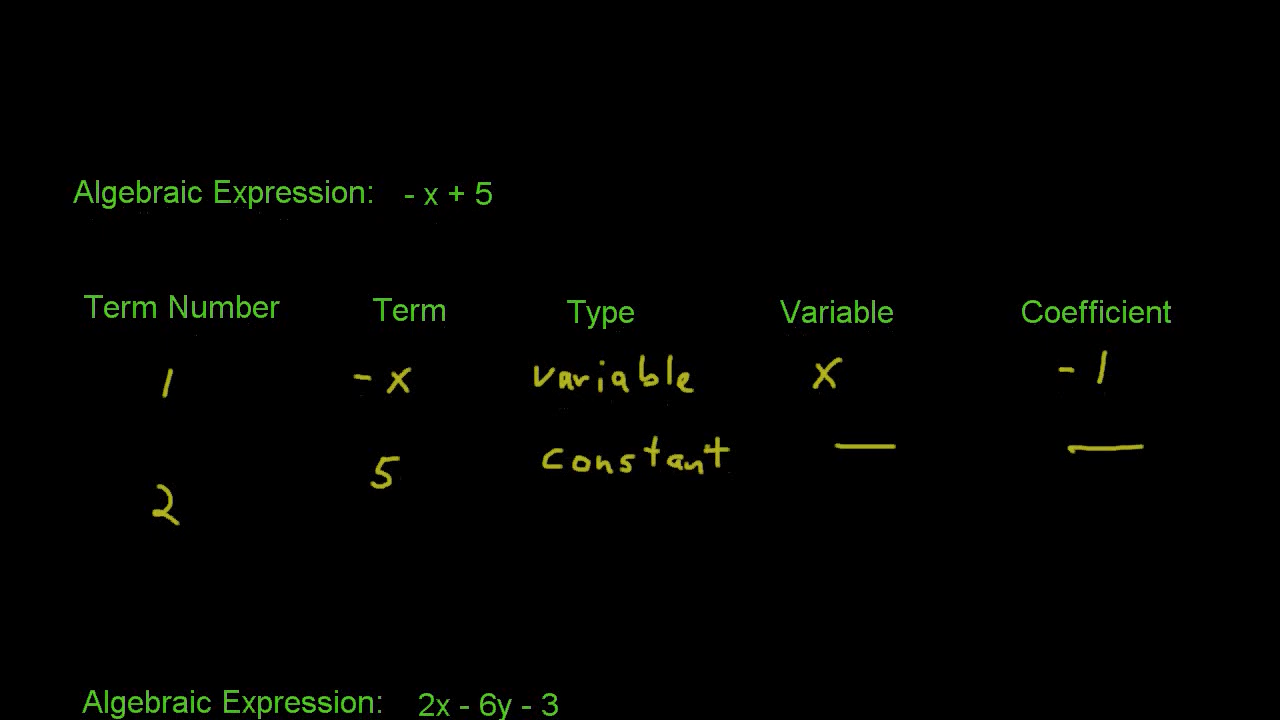 Algebraic Expression: - x + 5
Term Number Term Type Variable Coefficient
1 - x variable x - 1
2 5 constant — —
Algebraic Expression: 2x - 6y - 3